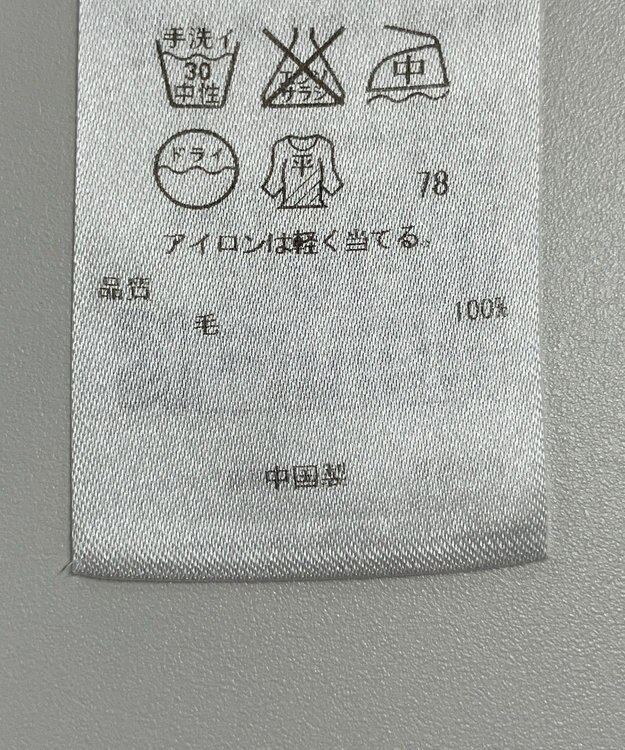 手洗イ
30
中性
エンソ
サラシ
中
ドライ
平
78
アイロンは軽く当てる。
品質
毛 100%
中国製